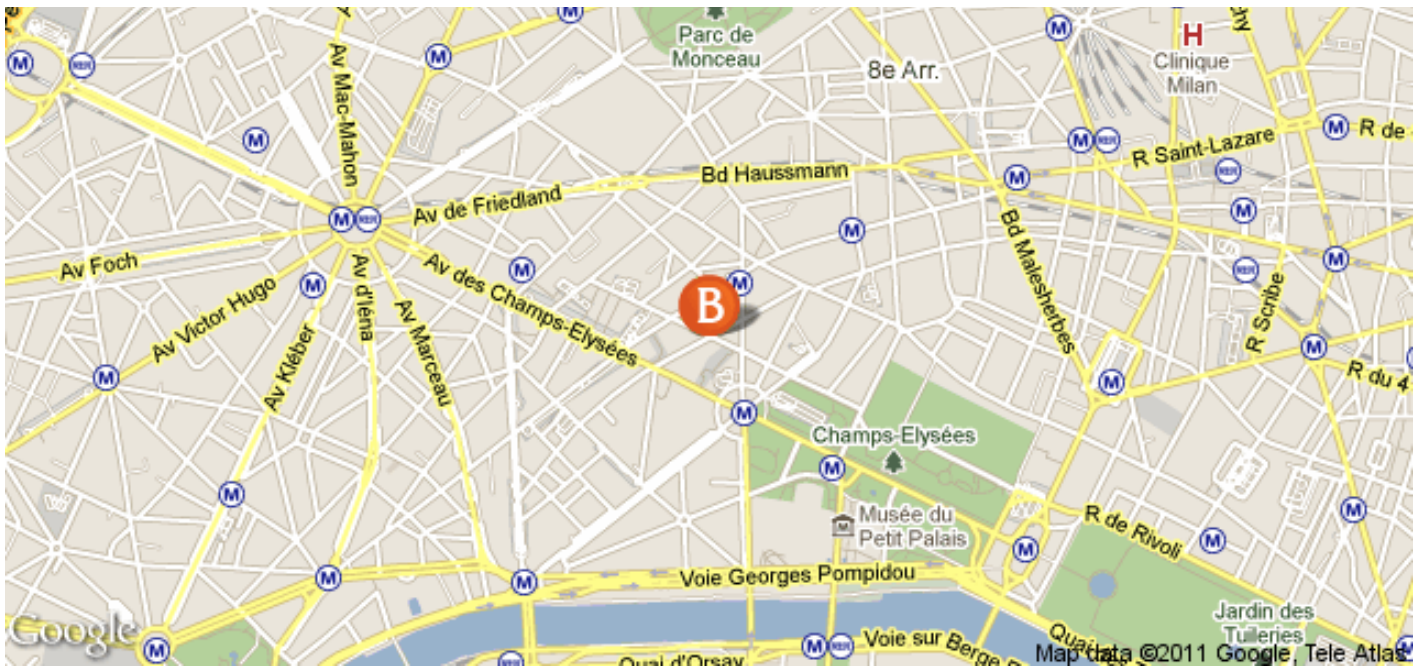 Parc de
Monceau
8e Arr.
H
Clinique
Milan
Av Mac-Mahon
M
RER
R Saint-Lazare
R de
Bd Haussmann
Av de Friedland
Av Foch
Av des Champs-Elysées
Bd Malesherbes
R Scribe
Av Victor Hugo
Av Kléber
Av d'Iéna
Av Marceau
B
R du 4
Champs-Elysées
Musée du
Petit Palais
R de Rivoli
Voie Georges Pompidou
Jardin des
Tuileries
Google
Quai d'Orsay
Voie sur Berge
Map data ©2011 Google, Tele Atlas